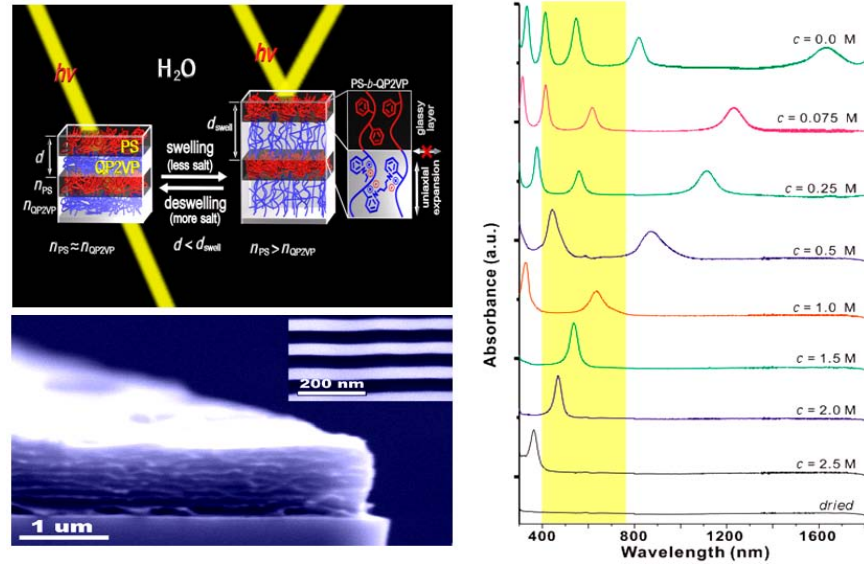 hν
H2O
hν
PS-b-QP2VP
PS
QP2VP
d
nPS
nQP2VP
swelling
(less salt)
deswelling
(more salt)
dswell
glassy
layer
uniaxial
expansion
nPS≈nQP2VP
d < dswell
nPS>nQP2VP
200 nm
1 um
Absorbance (a.u.)
c = 0.0 M
c = 0.075 M
c = 0.25 M
c = 0.5 M
c = 1.0 M
c = 1.5 M
c = 2.0 M
c = 2.5 M
dried
400 800 1200 1600
Wavelength (nm)